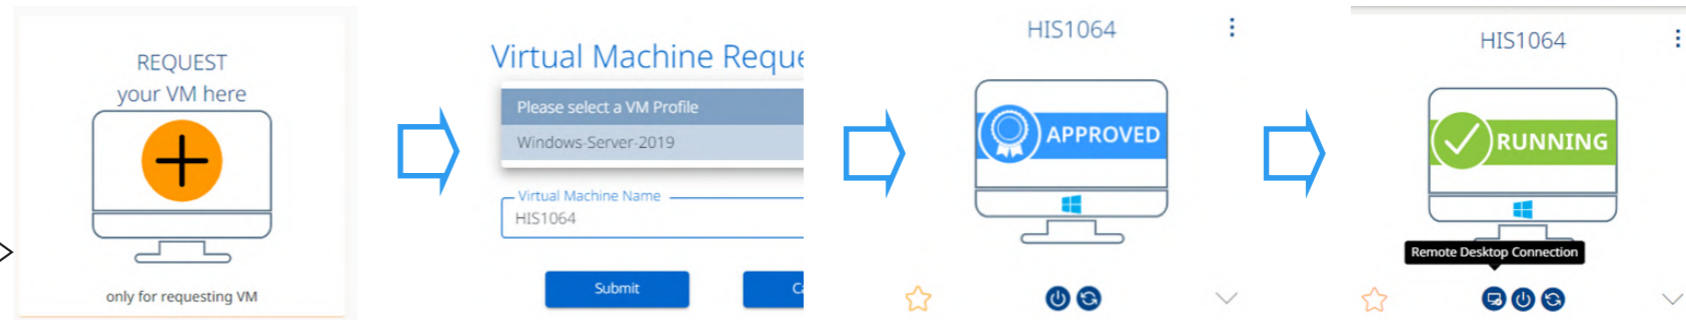 REQUEST
your VM here
only for requesting VM
Virtual Machine Reque
Please select a VM Profile
Windows-Server-2019
Virtual Machine Name
HIS1064
Submit
Ca
HIS1064
APPROVED
HIS1064
RUNNING
Remote Desktop Connection